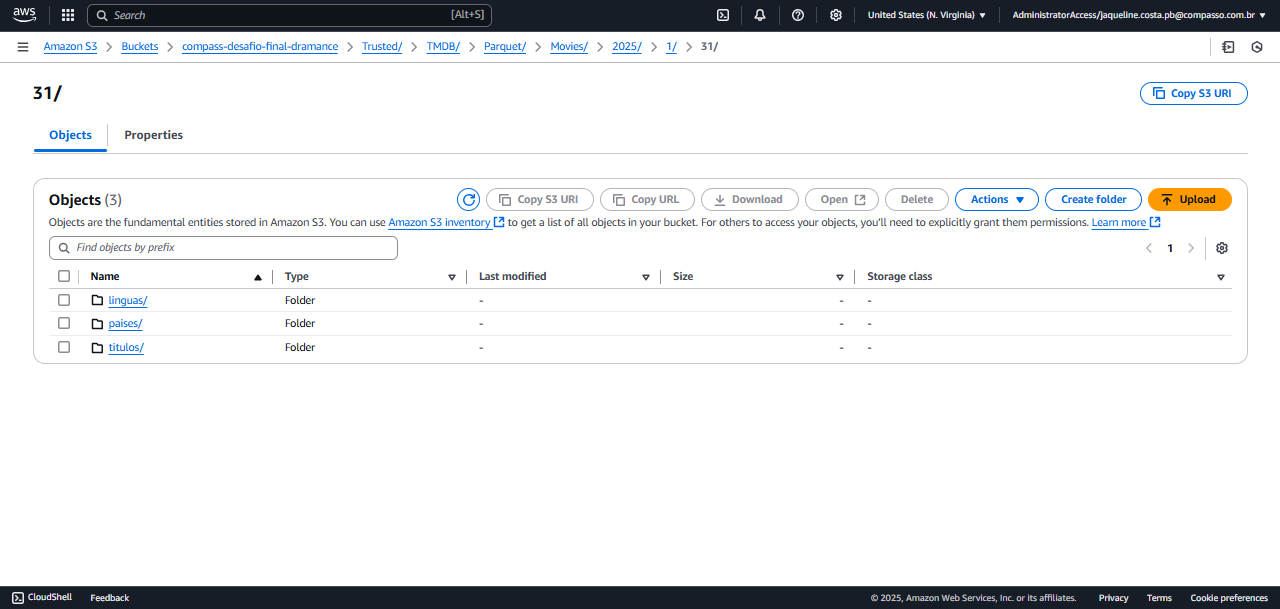 aws Search [Alt+S] United States (N. Virginia) AdministratorAccess/jaqueline.costa.pb@compasso.com.br
Amazon S3 Buckets compass-desafio-final-dramance Trusted/ TMDB/ Parquet/ Movies/ 2025/ 1/ 31/
31/ Copy S3 URI
Objects Properties
Objects (3) Copy S3 URI Copy URL Download Open Delete Actions Create folder Upload
Objects are the fundamental entities stored in Amazon S3. You can use Amazon S3 inventory to get a list of all objects in your bucket. For others to access your objects, you'll need to explicitly grant them permissions. Learn more
Find objects by prefix 1
Name Type Last modified Size Storage class
linguas/ Folder - - -
paises/ Folder - - -
titulos/ Folder - - -
CloudShell Feedback © 2025, Amazon Web Services, Inc. or its affiliates. Privacy Terms Cookie preferences